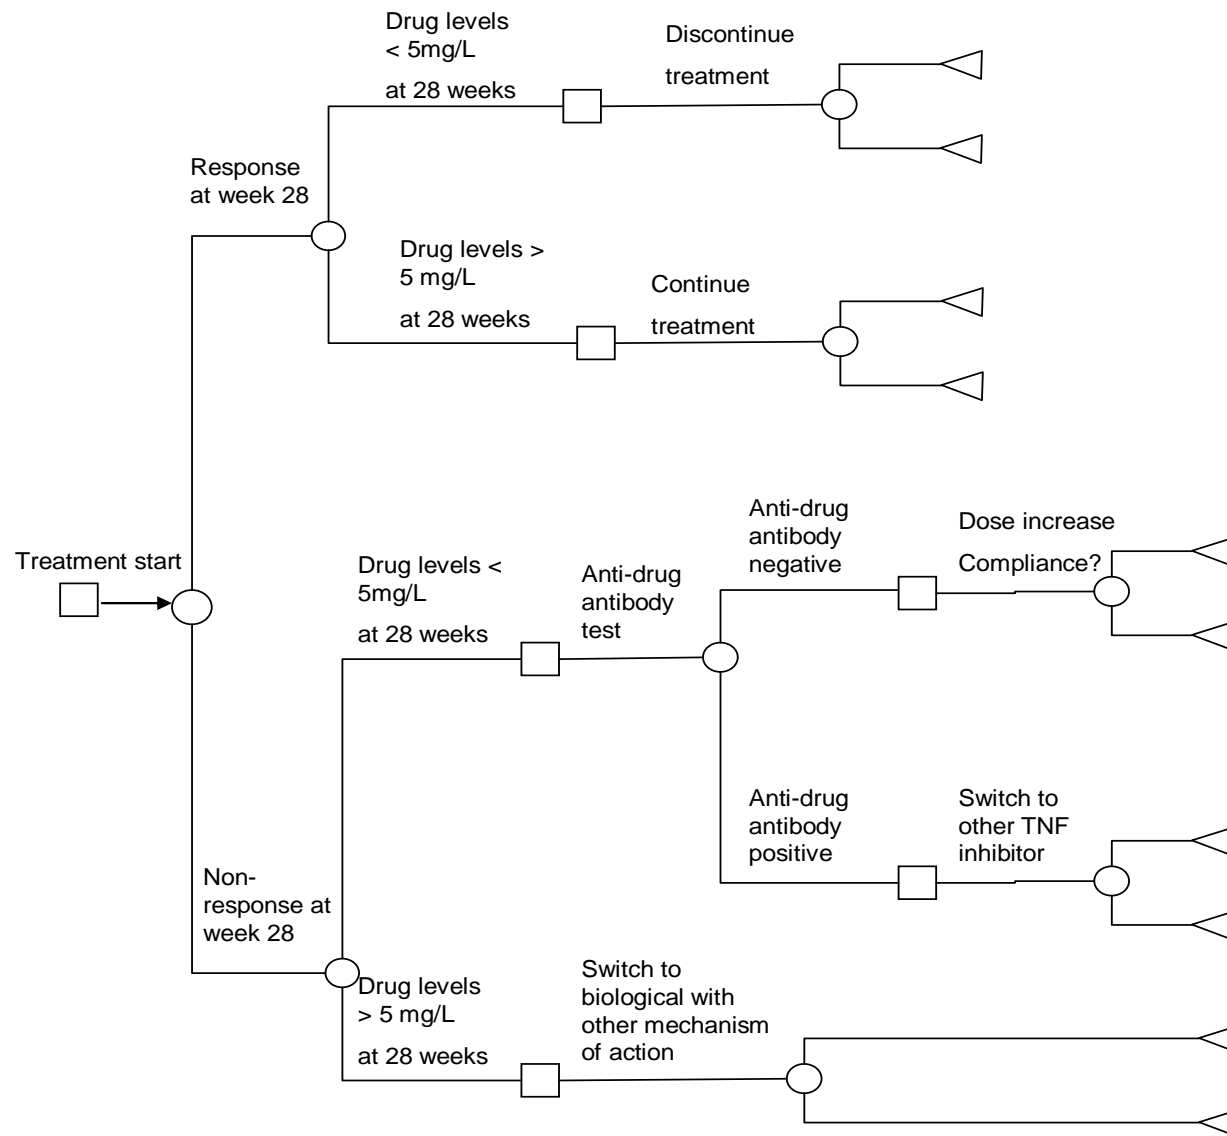 Drug levels
< 5mg/L
at 28 weeks
Discontinue
treatment
Response
at week 28
Drug levels >
5 mg/L
at 28 weeks
Continue
treatment
Treatment start
Drug levels <
5mg/L
at 28 weeks
Anti-drug
antibody
test
Anti-drug
antibody
negative
Dose increase
Compliance?
Anti-drug
antibody
positive
Switch to
other TNF
inhibitor
Non-
response at
week 28
Drug levels
> 5 mg/L
at 28 weeks
Switch to
biological with
other mechanism
of action